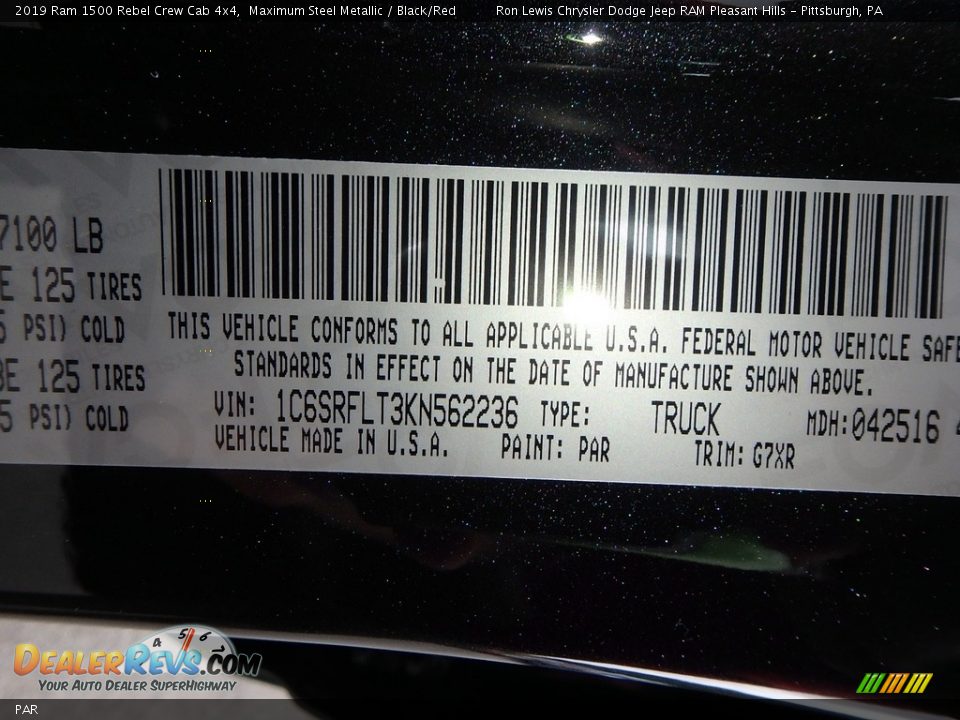 2019 Ram 1500 Rebel Crew Cab 4x4, Maximum Steel Metallic / Black/Red Ron Lewis Chrysler Dodge Jeep RAM Pleasant Hills - Pittsburgh, PA
7100 LB
E 125 TIRES
PSI) COLD
125 TIRES
PSI) COLD
THIS VEHICLE CONFORMS TO ALL APPLICABLE U.S.A. FEDERAL MOTOR VEHICLE SAFE
STANDARDS IN EFFECT ON THE DATE OF MANUFACTURE SHOWN ABOVE.
VIN: 1C6SRFLT3KN562236 TYPE: TRUCK MDH:042516
VEHICLE MADE IN U.S.A. PAINT: PAR TRIM: G7XR
4 5 6
DEALERREVS.COM
YOUR AUTO DEALER SUPERHIGHWAY
PAR